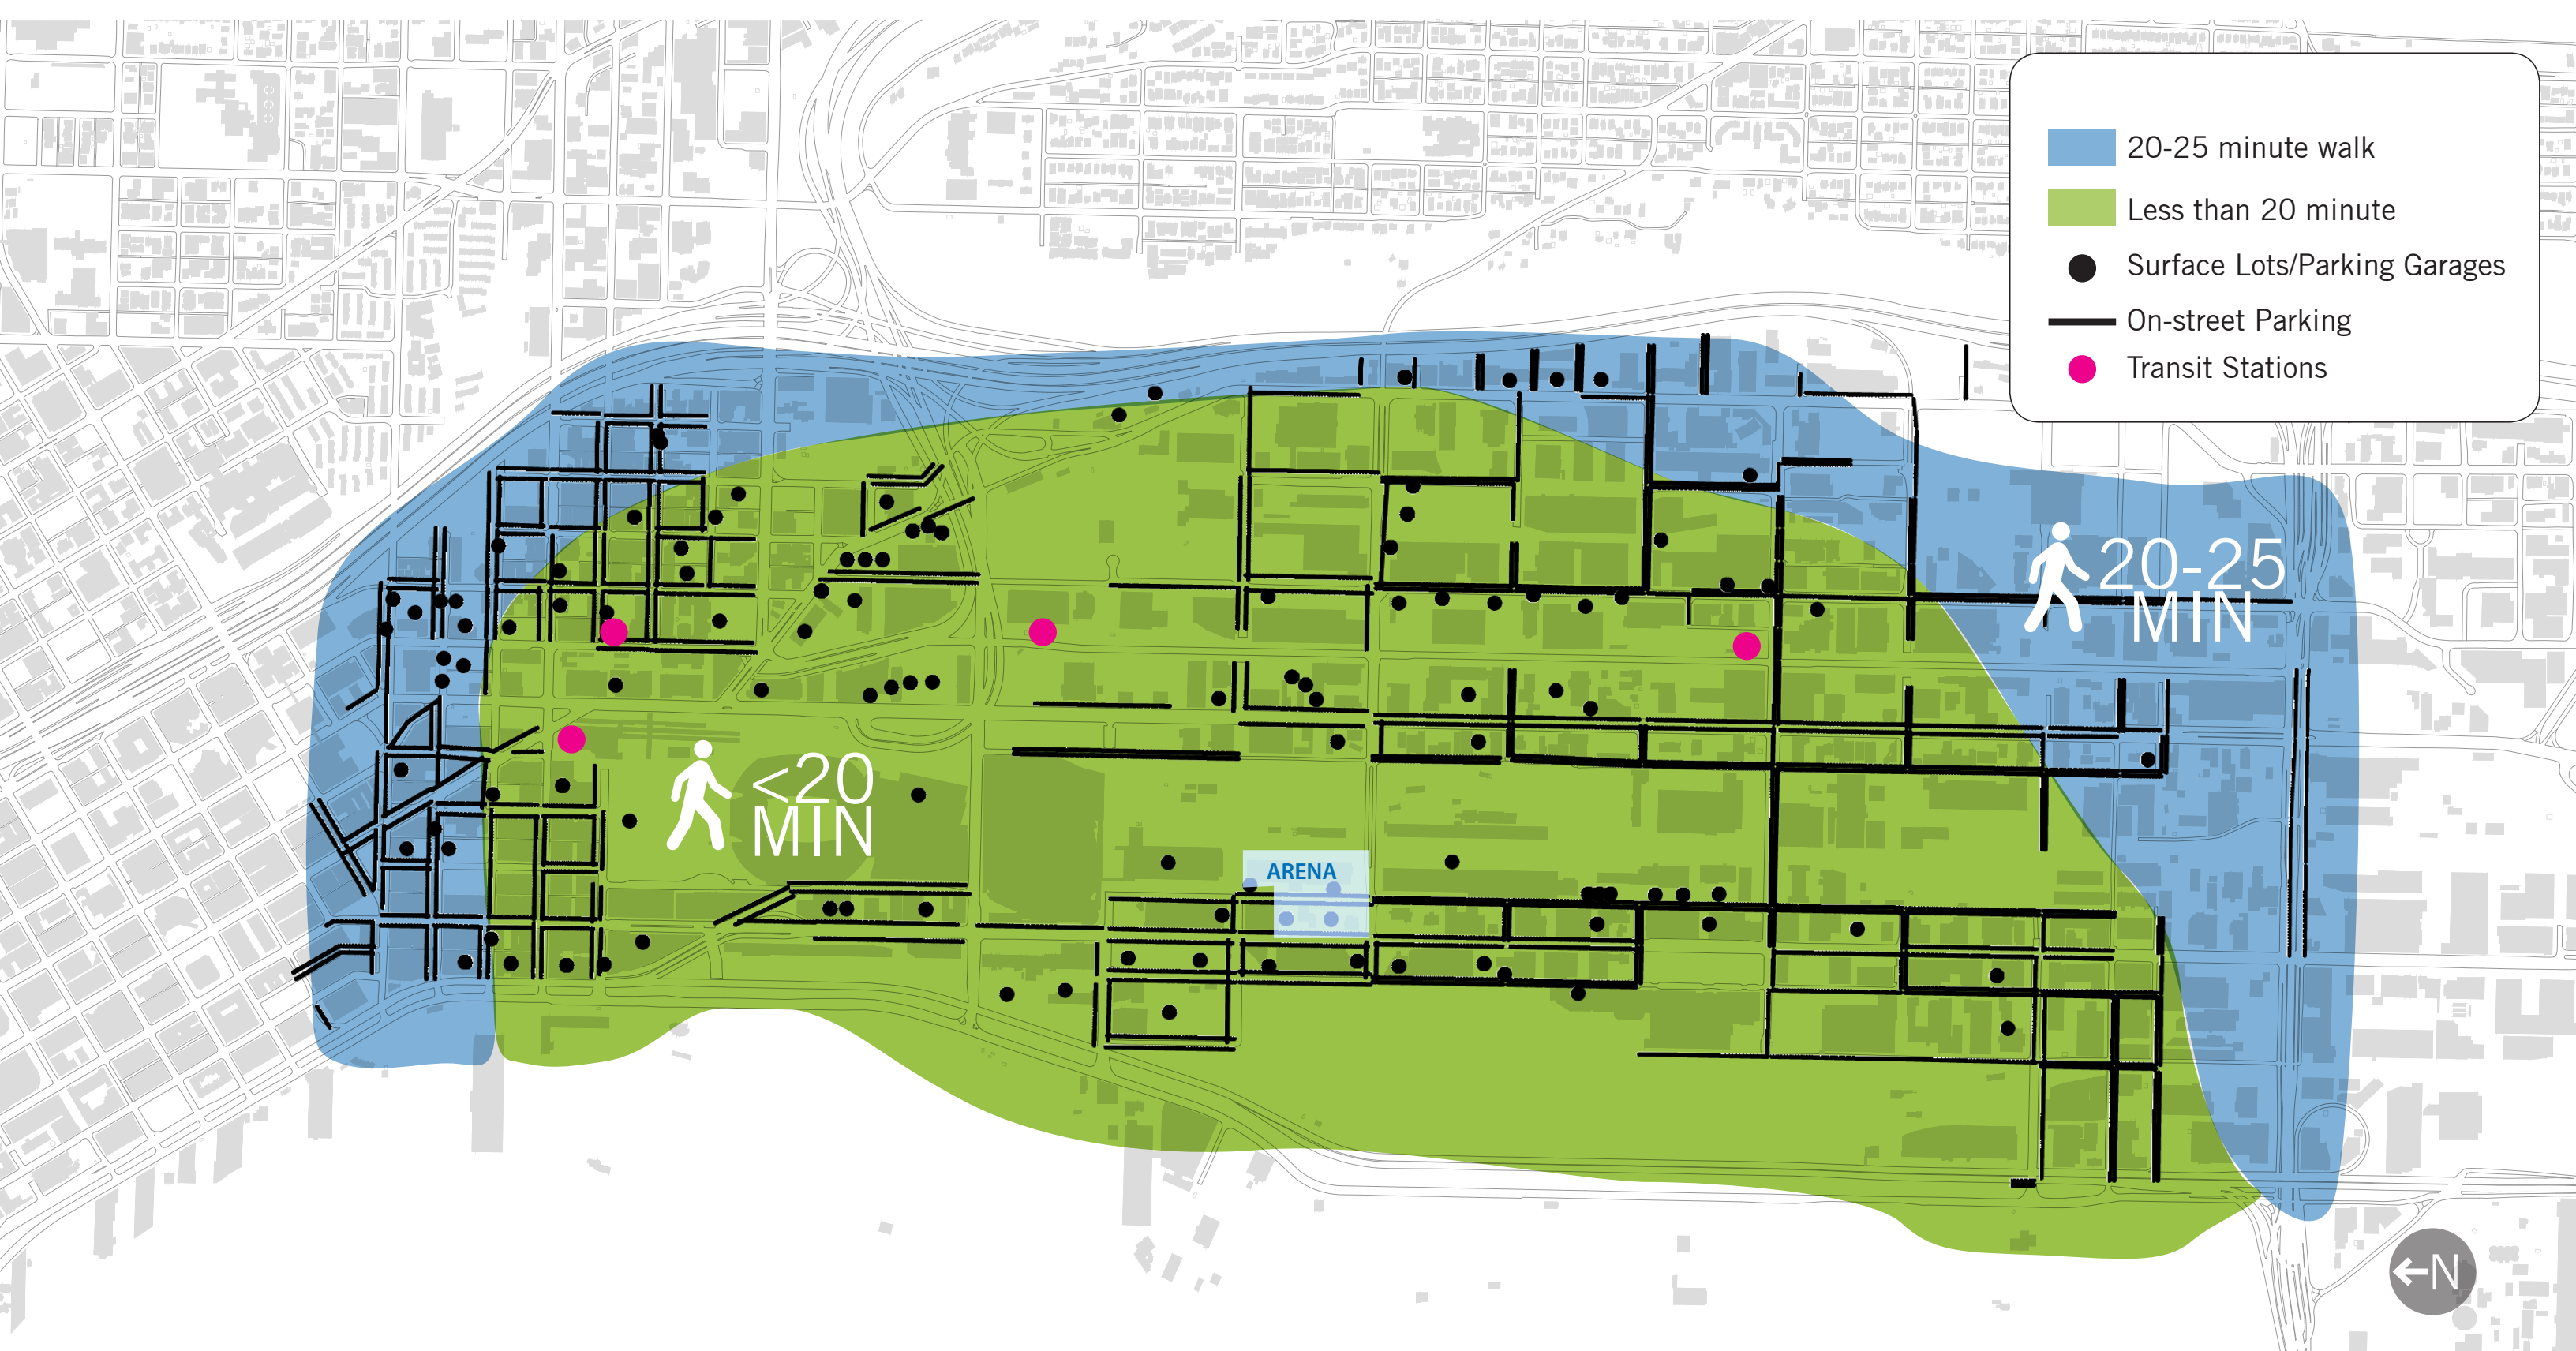 20-25 minute walk
Less than 20 minute
Surface Lots/Parking Garages
On-street Parking
Transit Stations
20-25
MIN
<20
MIN
ARENA
N